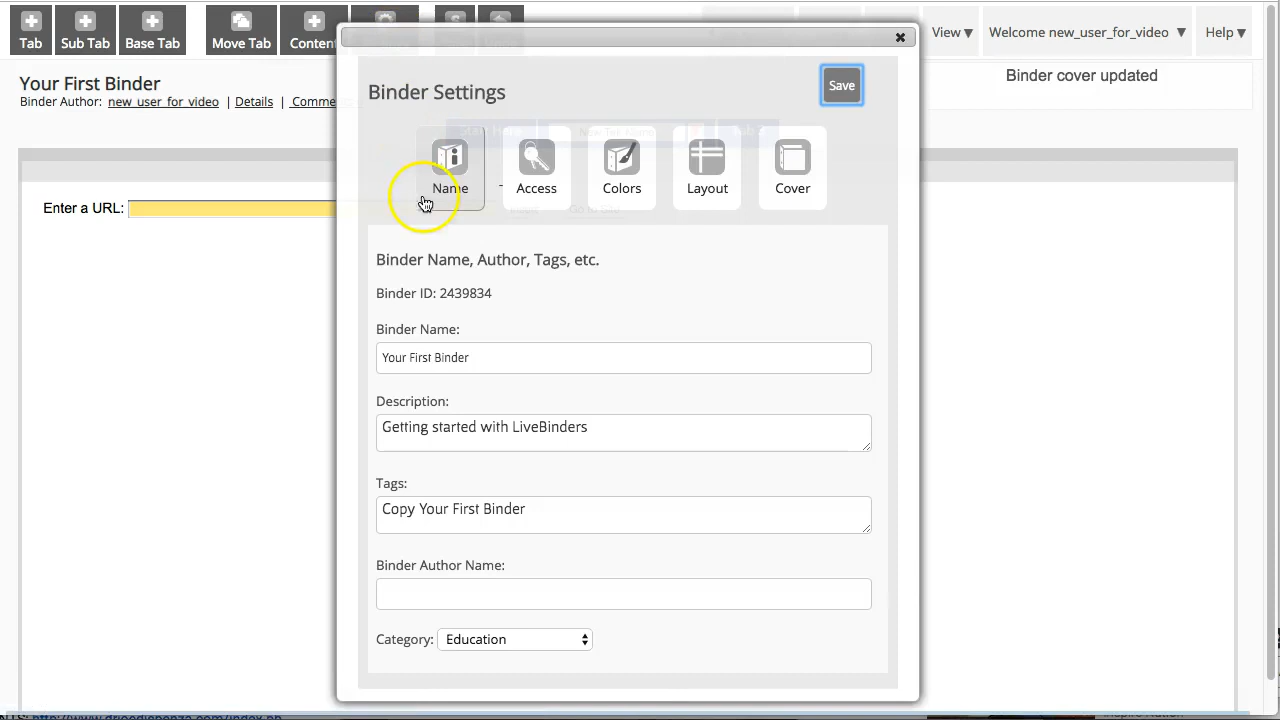 Tab
Sub Tab
Base Tab
Move Tab
Content
View ▼
Welcome new_user_for_video ▼
Help ▼
Your First Binder
Binder Author: new_user_for_video | Details |
Binder cover updated
Binder Settings
Save
Name
Access
Colors
Layout
Cover
Enter a URL:
Binder Name, Author, Tags, etc.
Binder ID: 2439834
Binder Name:
Your First Binder
Description:
Getting started with LiveBinders
Tags:
Copy Your First Binder
Binder Author Name:
Category: Education